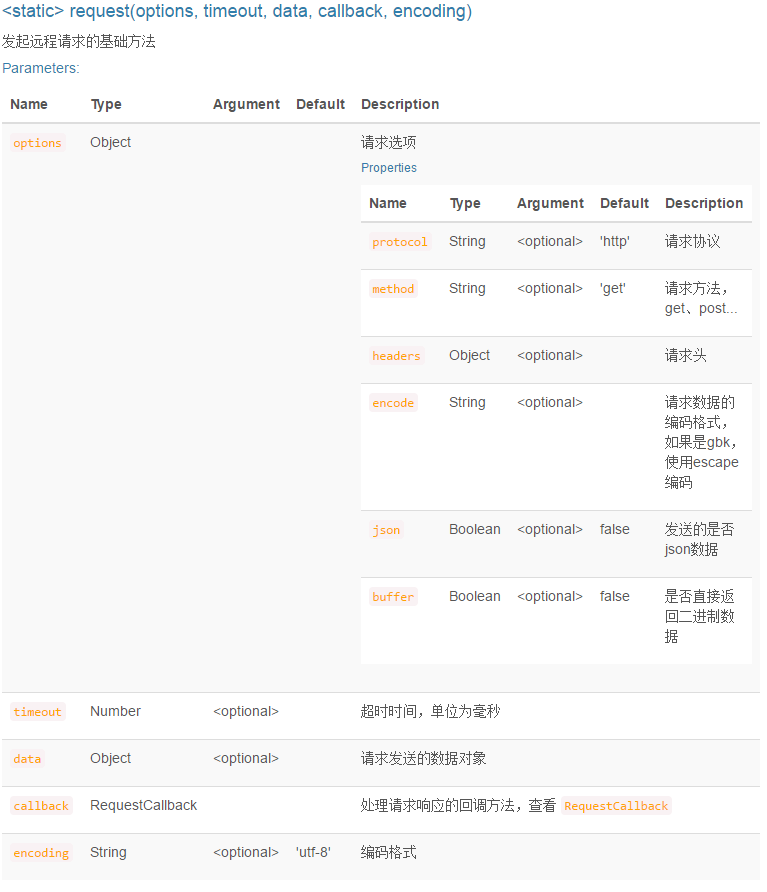 <static> request(options, timeout, data, callback, encoding)
发起远程请求的基础方法
Parameters:
Name Type Argument Default Description
options Object 请求选项
Properties
Name Type Argument Default Description
protocol String <optional> 'http' 请求协议
method String <optional> 'get' 请求方法，
get、post...
headers Object <optional> 请求头
encode String <optional> 请求数据的
编码格式，
如果是gbk，
使用escape
编码
json Boolean <optional> false 发送的是否
json数据
buffer Boolean <optional> false 是否直接返
回二进制数
据
timeout Number <optional> 超时时间，单位为毫秒
data Object <optional> 请求发送的数据对象
callback RequestCallback 处理请求响应的回调方法，查看 RequestCallback
encoding String <optional> 'utf-8' 编码格式